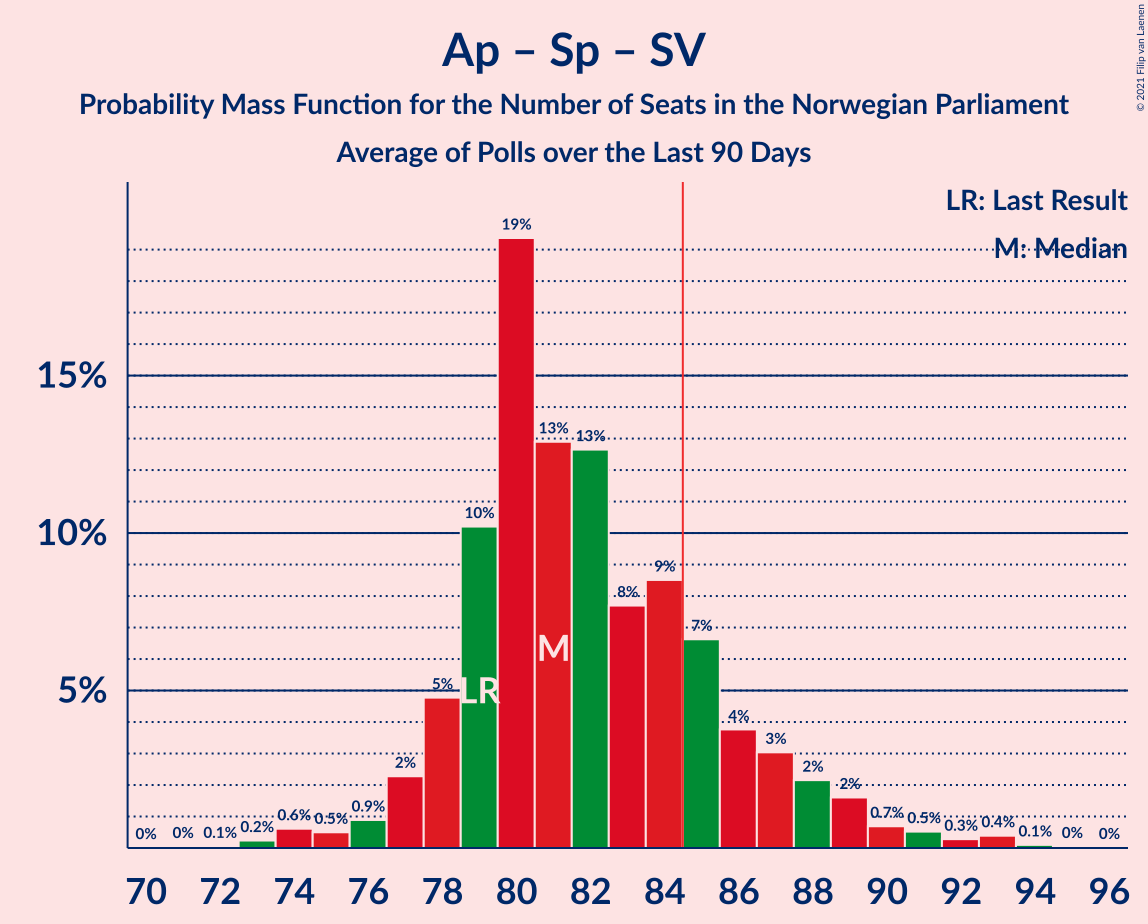 Ap – Sp – SV
Probability Mass Function for the Number of Seats in the Norwegian Parliament
Average of Polls over the Last 90 Days
© 2021 Filip van Laenen
LR: Last Result
M: Median
15%
10%
5%
0% 0% 0.1% 0.2% 0.6% 0.5% 0.9% 2% 5% 10% 19% 13% 13% 8% 9% 7% 4% 3% 2% 2% 0.7% 0.5% 0.3% 0.4% 0.1% 0% 0%
LR
M
70 72 74 76 78 80 82 84 86 88 90 92 94 96